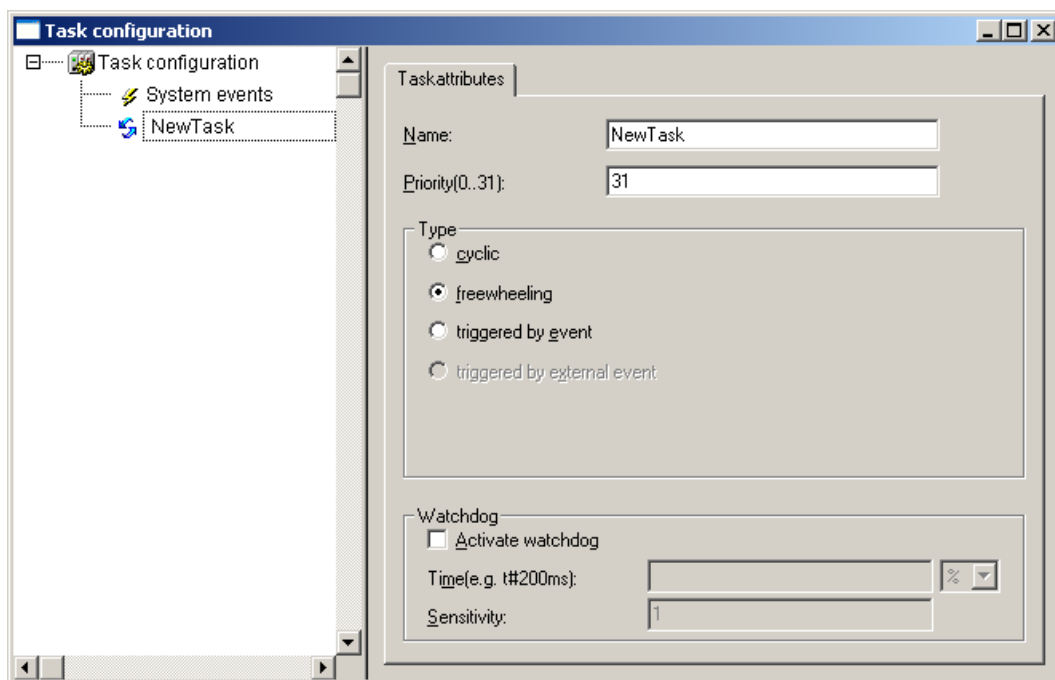 Task configuration
Task configuration
System events
NewTask
Taskattributes
Name: NewTask
Priority(0..31): 31
Type
cyclic
freewheeling
triggered by event
triggered by external event
Watchdog
Activate watchdog
Time(e.g. t#200ms): %
Sensitivity: 1